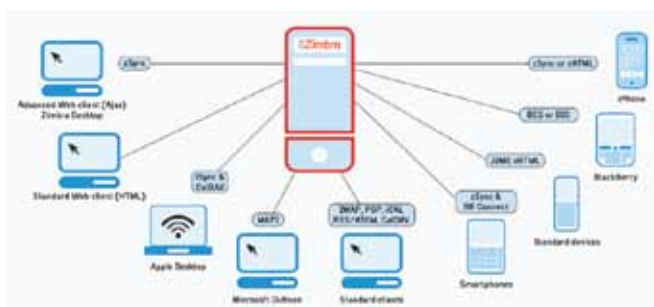 Zimbra
zSync
zSync or xHTML
iPhone
Advanced Web client (Ajax)
Zimbra Desktop
BES or BIS
BlackBerry
J2ME xHTML
Standard Web client (HTML)
iSync &
CalDAV
zSync &
NB Connect
Standard devices
MAPI
IMAP, POP, iCAL
RSS/ATOM, CalDAV
Apple Desktop
Smartphones
Microsoft Outlook
Standard clients